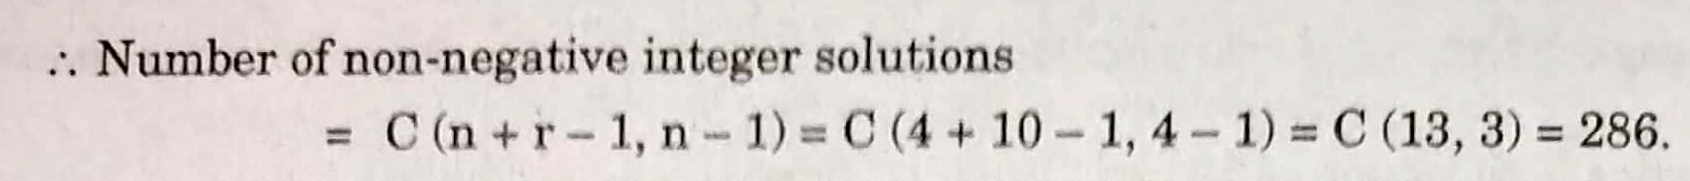 ∴ Number of non-negative integer solutions
= C (n + r – 1, n – 1) = C (4 + 10 – 1, 4 – 1) = C (13, 3) = 286.